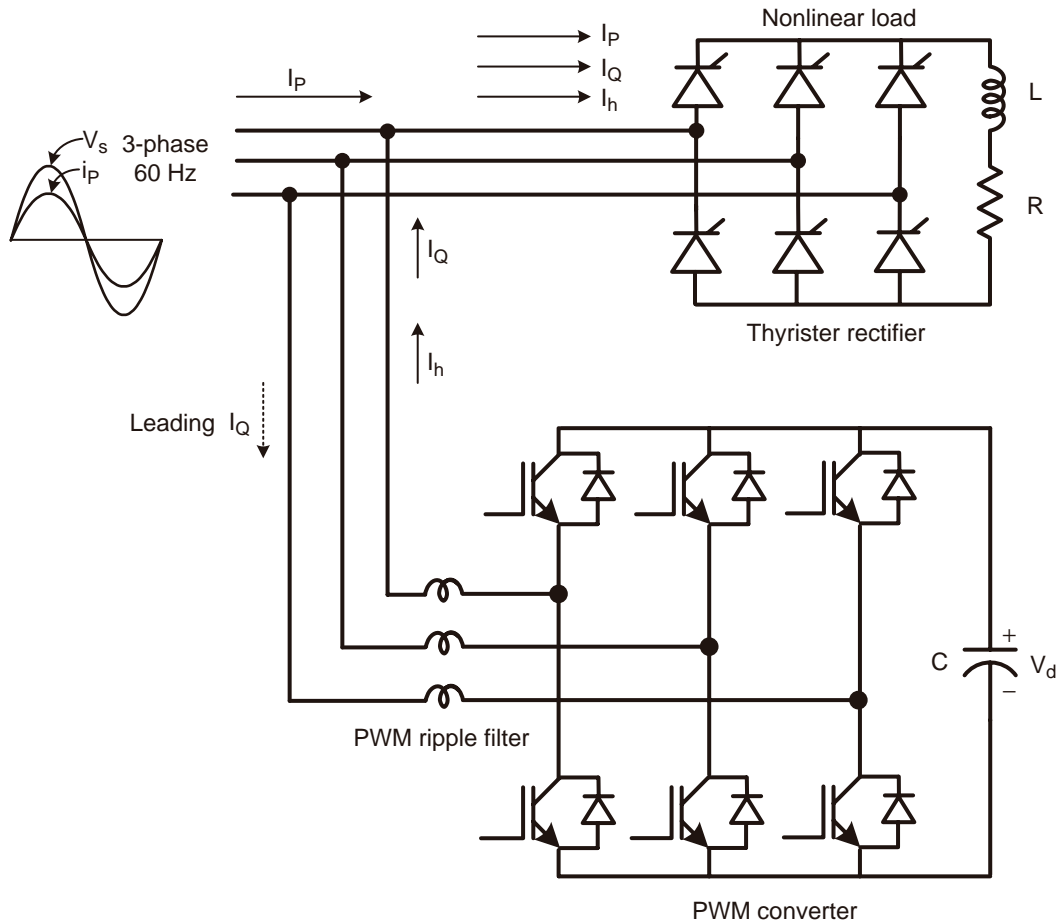 Nonlinear load
I_P
I_Q
I_h
I_P
V_s
i_P
3-phase
60 Hz
L
R
I_Q
Thyrister rectifier
I_h
Leading I_Q
PWM ripple filter
C
+
−
V_d
PWM converter